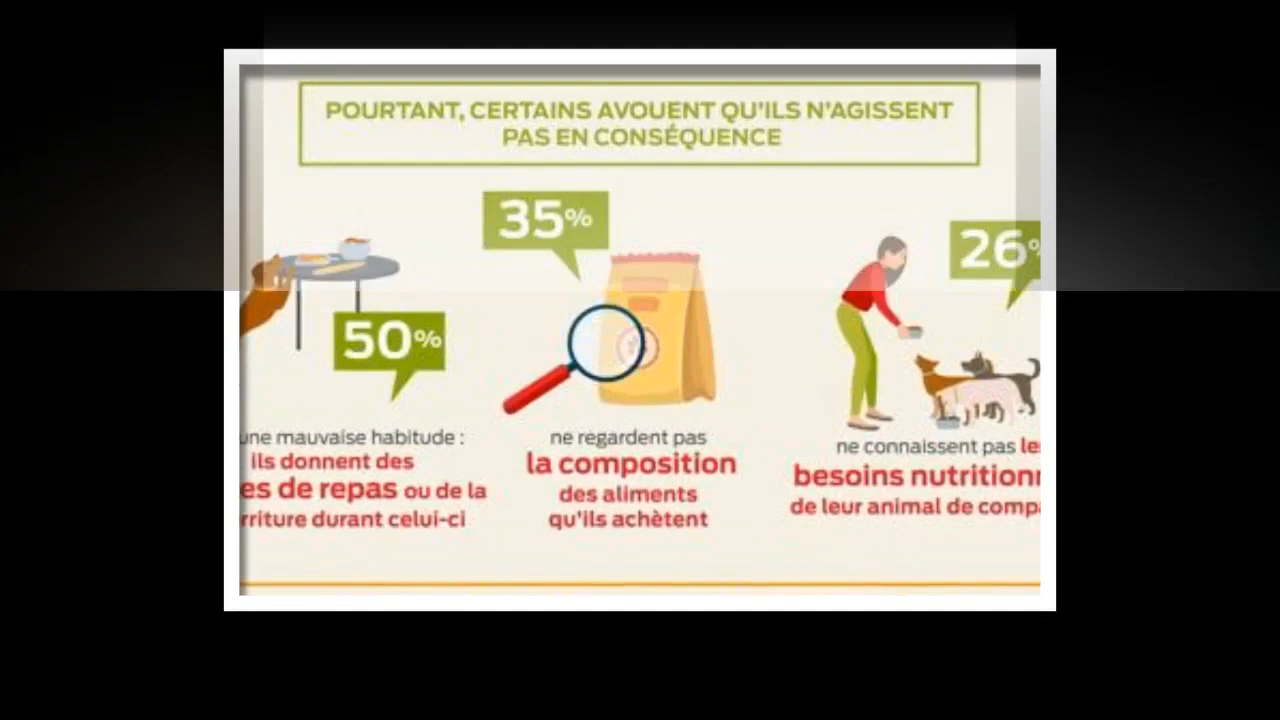 POURTANT, CERTAINS AVOUENT QU'ILS N'AGISSENT
PAS EN CONSÉQUENCE
50%
une mauvaise habitude :
ils donnent des
es de repas ou de la
rriture durant celui-ci
35%
ne regardent pas
la composition
des aliments
qu'ils achètent
26%
ne connaissent pas le
besoins nutritionn
de leur animal de compa